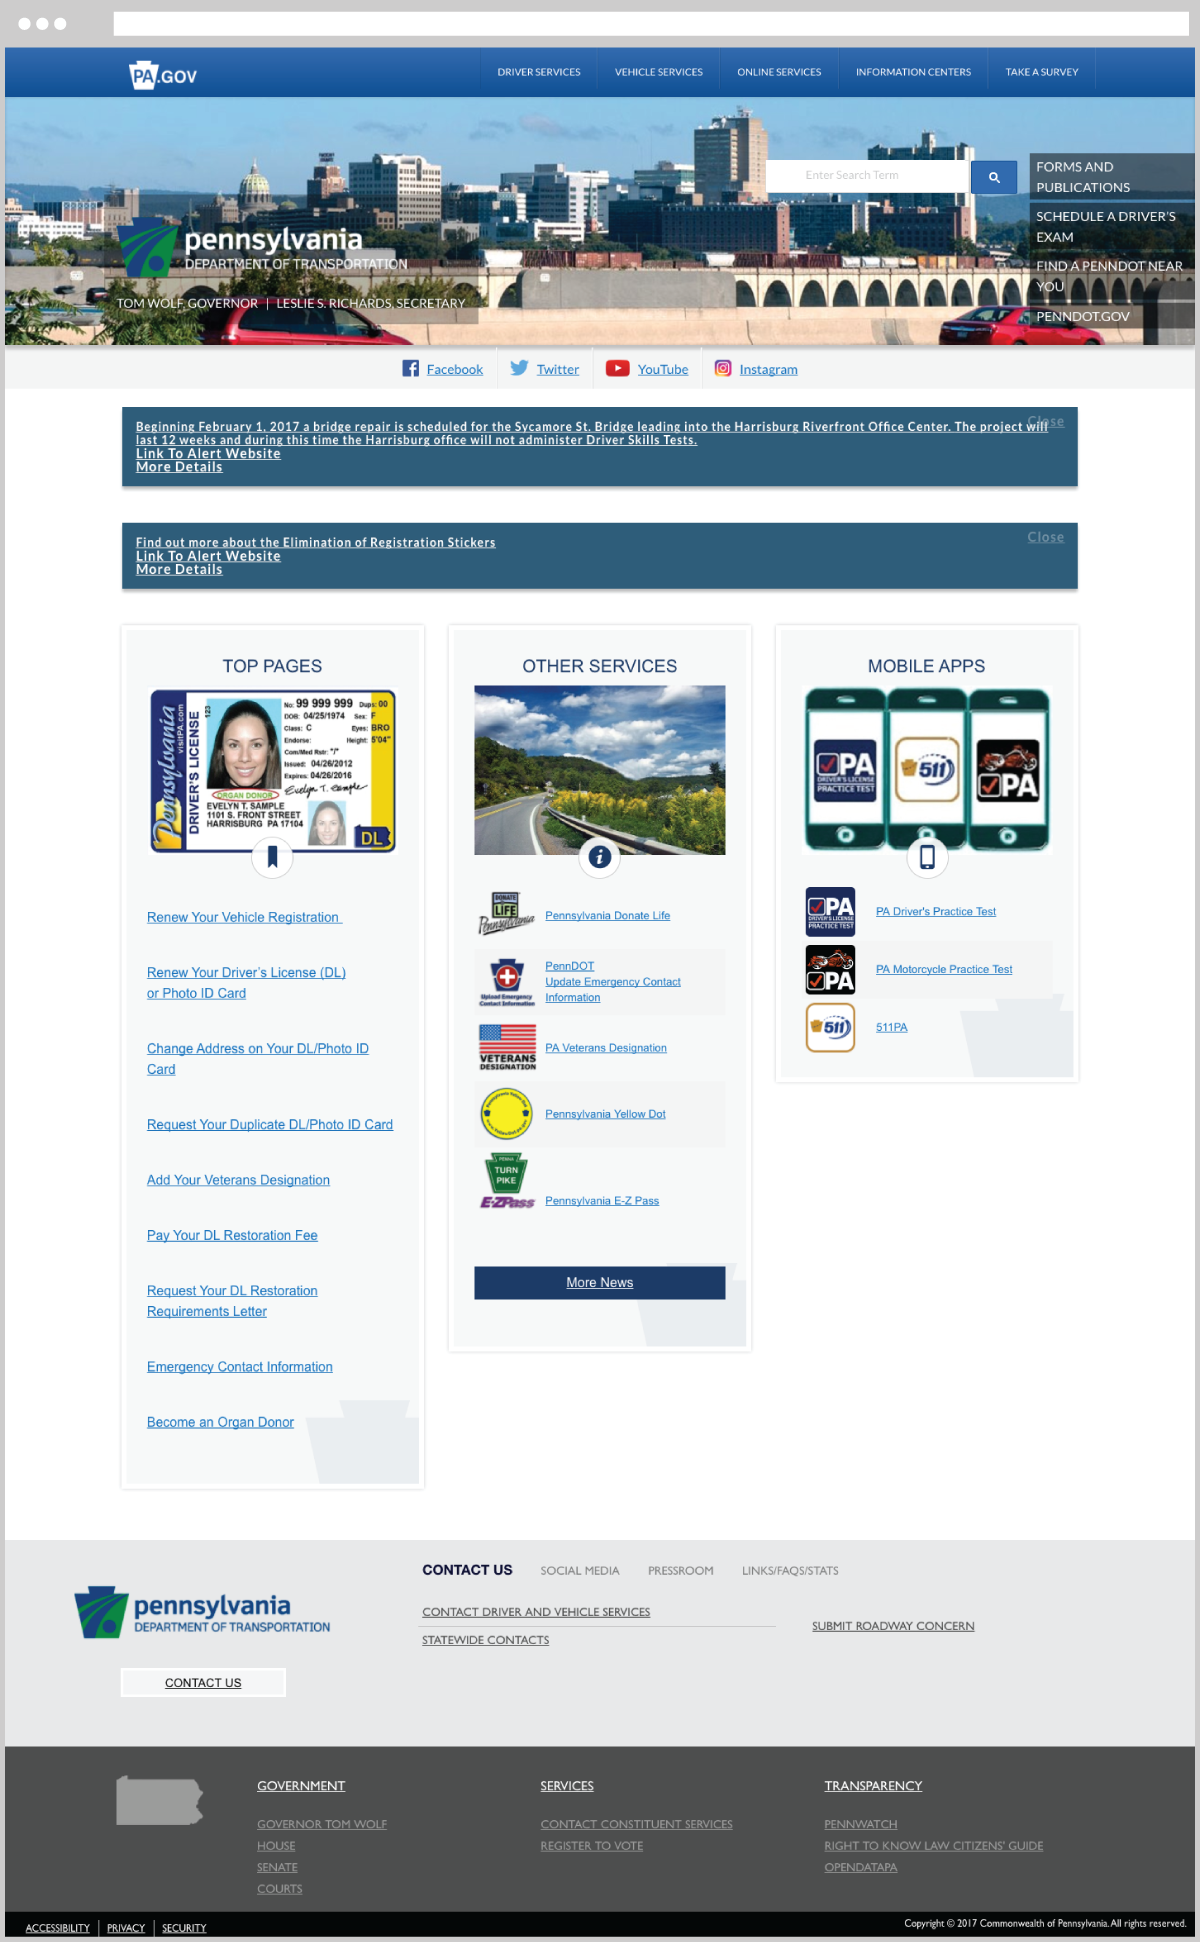 PA.GOV
DRIVER SERVICES
VEHICLE SERVICES
ONLINE SERVICES
INFORMATION CENTERS
TAKE A SURVEY
Enter Search Term
FORMS AND
PUBLICATIONS
SCHEDULE A DRIVER'S
EXAM
FIND A PENNDOT NEAR
YOU
PENNDOT.GOV
pennsylvania
DEPARTMENT OF TRANSPORTATION
TOM WOLF, GOVERNOR | LESLIE S. RICHARDS, SECRETARY
Facebook
Twitter
YouTube
Instagram
Close
Beginning February 1, 2017 a bridge repair is scheduled for the Sycamore St. Bridge leading into the Harrisburg Riverfront Office Center. The project will
last 12 weeks and during this time the Harrisburg office will not administer Driver Skills Tests.
Link To Alert Website
More Details
Close
Find out more about the Elimination of Registration Stickers
Link To Alert Website
More Details
TOP PAGES
Pennsylvania
visitPA.com
DRIVER'S LICENSE
123
No: 99 999 999 Dups: 00
DOB: 04/25/1974 Sex: F
Class: C Eyes: BRO
Endorse: Height: 5'04"
Com/Med Rstr: */*
Issued: 04/26/2012
Expires: 04/26/2016
Evelyn T. Sample
ORGAN DONOR
EVELYN T. SAMPLE
1101 S. FRONT STREET
HARRISBURG PA 17104
DL
Renew Your Vehicle Registration
Renew Your Driver's License (DL)
or Photo ID Card
Change Address on Your DL/Photo ID
Card
Request Your Duplicate DL/Photo ID Card
Add Your Veterans Designation
Pay Your DL Restoration Fee
Request Your DL Restoration
Requirements Letter
Emergency Contact Information
Become an Organ Donor
OTHER SERVICES
DONATE
LIFE
Pennsylvania
Pennsylvania Donate Life
Upload Emergency
Contact Information
PennDOT
Update Emergency Contact
Information
VETERANS
DESIGNATION
PA Veterans Designation
Pennsylvania Yellow Dot
Pennsylvania Yellow Dot
PENNA
TURN
PIKE
E-ZPass
Pennsylvania E-Z Pass
More News
MOBILE APPS
PA
DRIVER'S LICENSE
PRACTICE TEST
511
PA
PA
DRIVER'S LICENSE
PRACTICE TEST
PA Driver's Practice Test
PA
PA Motorcycle Practice Test
511
511PA
pennsylvania
DEPARTMENT OF TRANSPORTATION
CONTACT US
CONTACT US
SOCIAL MEDIA
PRESSROOM
LINKS/FAQS/STATS
CONTACT DRIVER AND VEHICLE SERVICES
STATEWIDE CONTACTS
SUBMIT ROADWAY CONCERN
GOVERNMENT
GOVERNOR TOM WOLF
HOUSE
SENATE
COURTS
SERVICES
CONTACT CONSTITUENT SERVICES
REGISTER TO VOTE
TRANSPARENCY
PENNWATCH
RIGHT TO KNOW LAW CITIZENS' GUIDE
OPENDATAPA
ACCESSIBILITY | PRIVACY | SECURITY
Copyright © 2017 Commonwealth of Pennsylvania. All rights reserved.